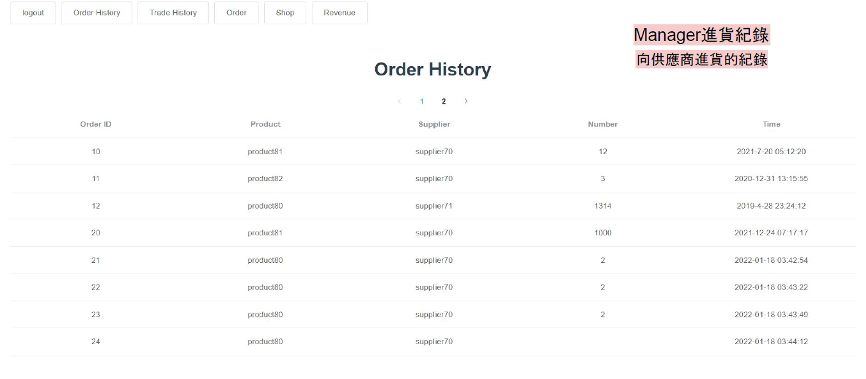 logout Order History Trade History Order Shop Revenue
Manager進貨紀錄
向供應商進貨的紀錄
Order History
1 2
Order ID Product Supplier Number Time
10 product81 supplier70 12 2021-7-20 05:12:20
11 product82 supplier70 3 2020-12-31 13:15:55
12 product80 supplier71 1314 2019-4-28 23:24:12
20 product81 supplier70 1000 2021-12-24 07:17:17
21 product80 supplier70 2 2022-01-18 03:42:54
22 product80 supplier70 2 2022-01-18 03:43:22
23 product80 supplier70 2 2022-01-18 03:43:49
24 product80 supplier70 2022-01-18 03:44:12